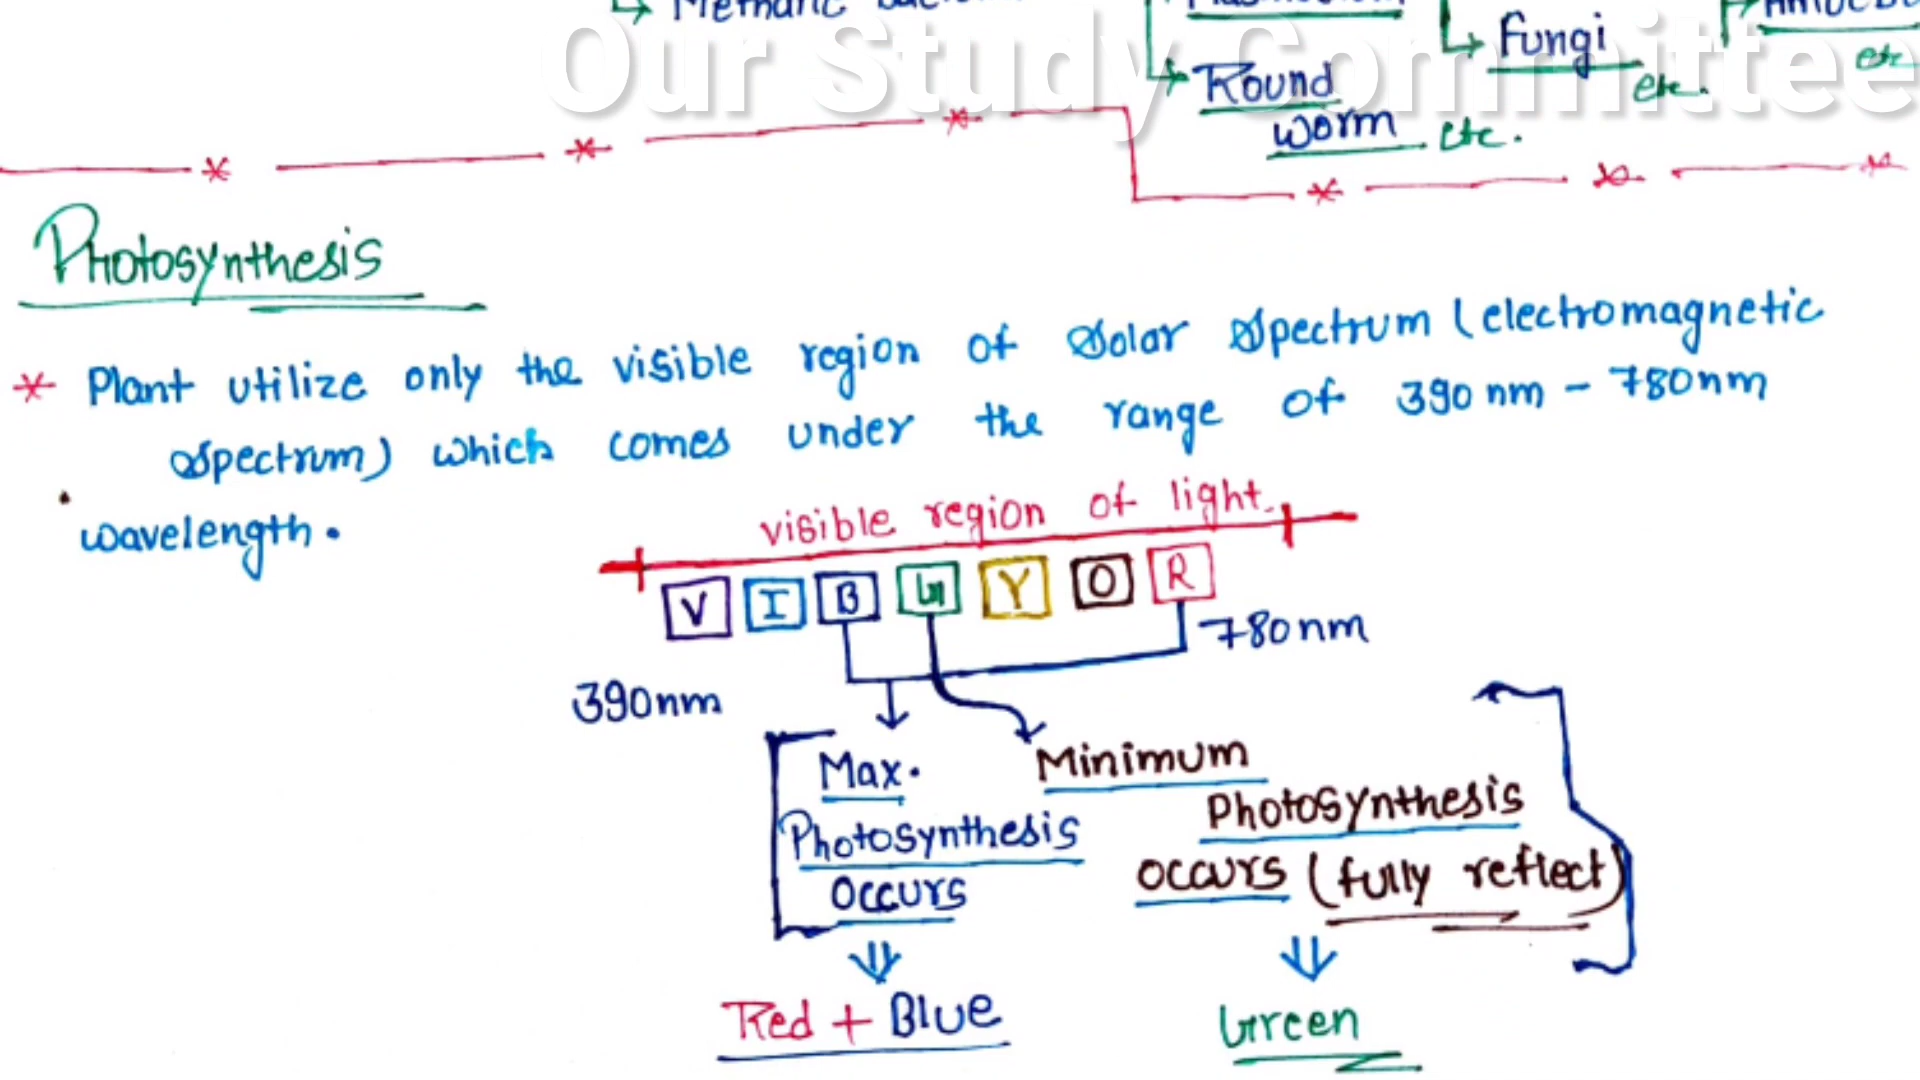 Methane
Our Study Committee
Fungi
etc.
etc
Round
worm etc.
Photosynthesis
* Plant utilize only the visible region of Solar Spectrum (electromagnetic
Spectrum) which comes under the range of 390 nm - 780nm
wavelength.
visible region of light
V I B G Y O R
780nm
390nm
Max.
Photosynthesis
occurs
Minimum
Photosynthesis
occurs (fully reflect)
Red + Blue
Green